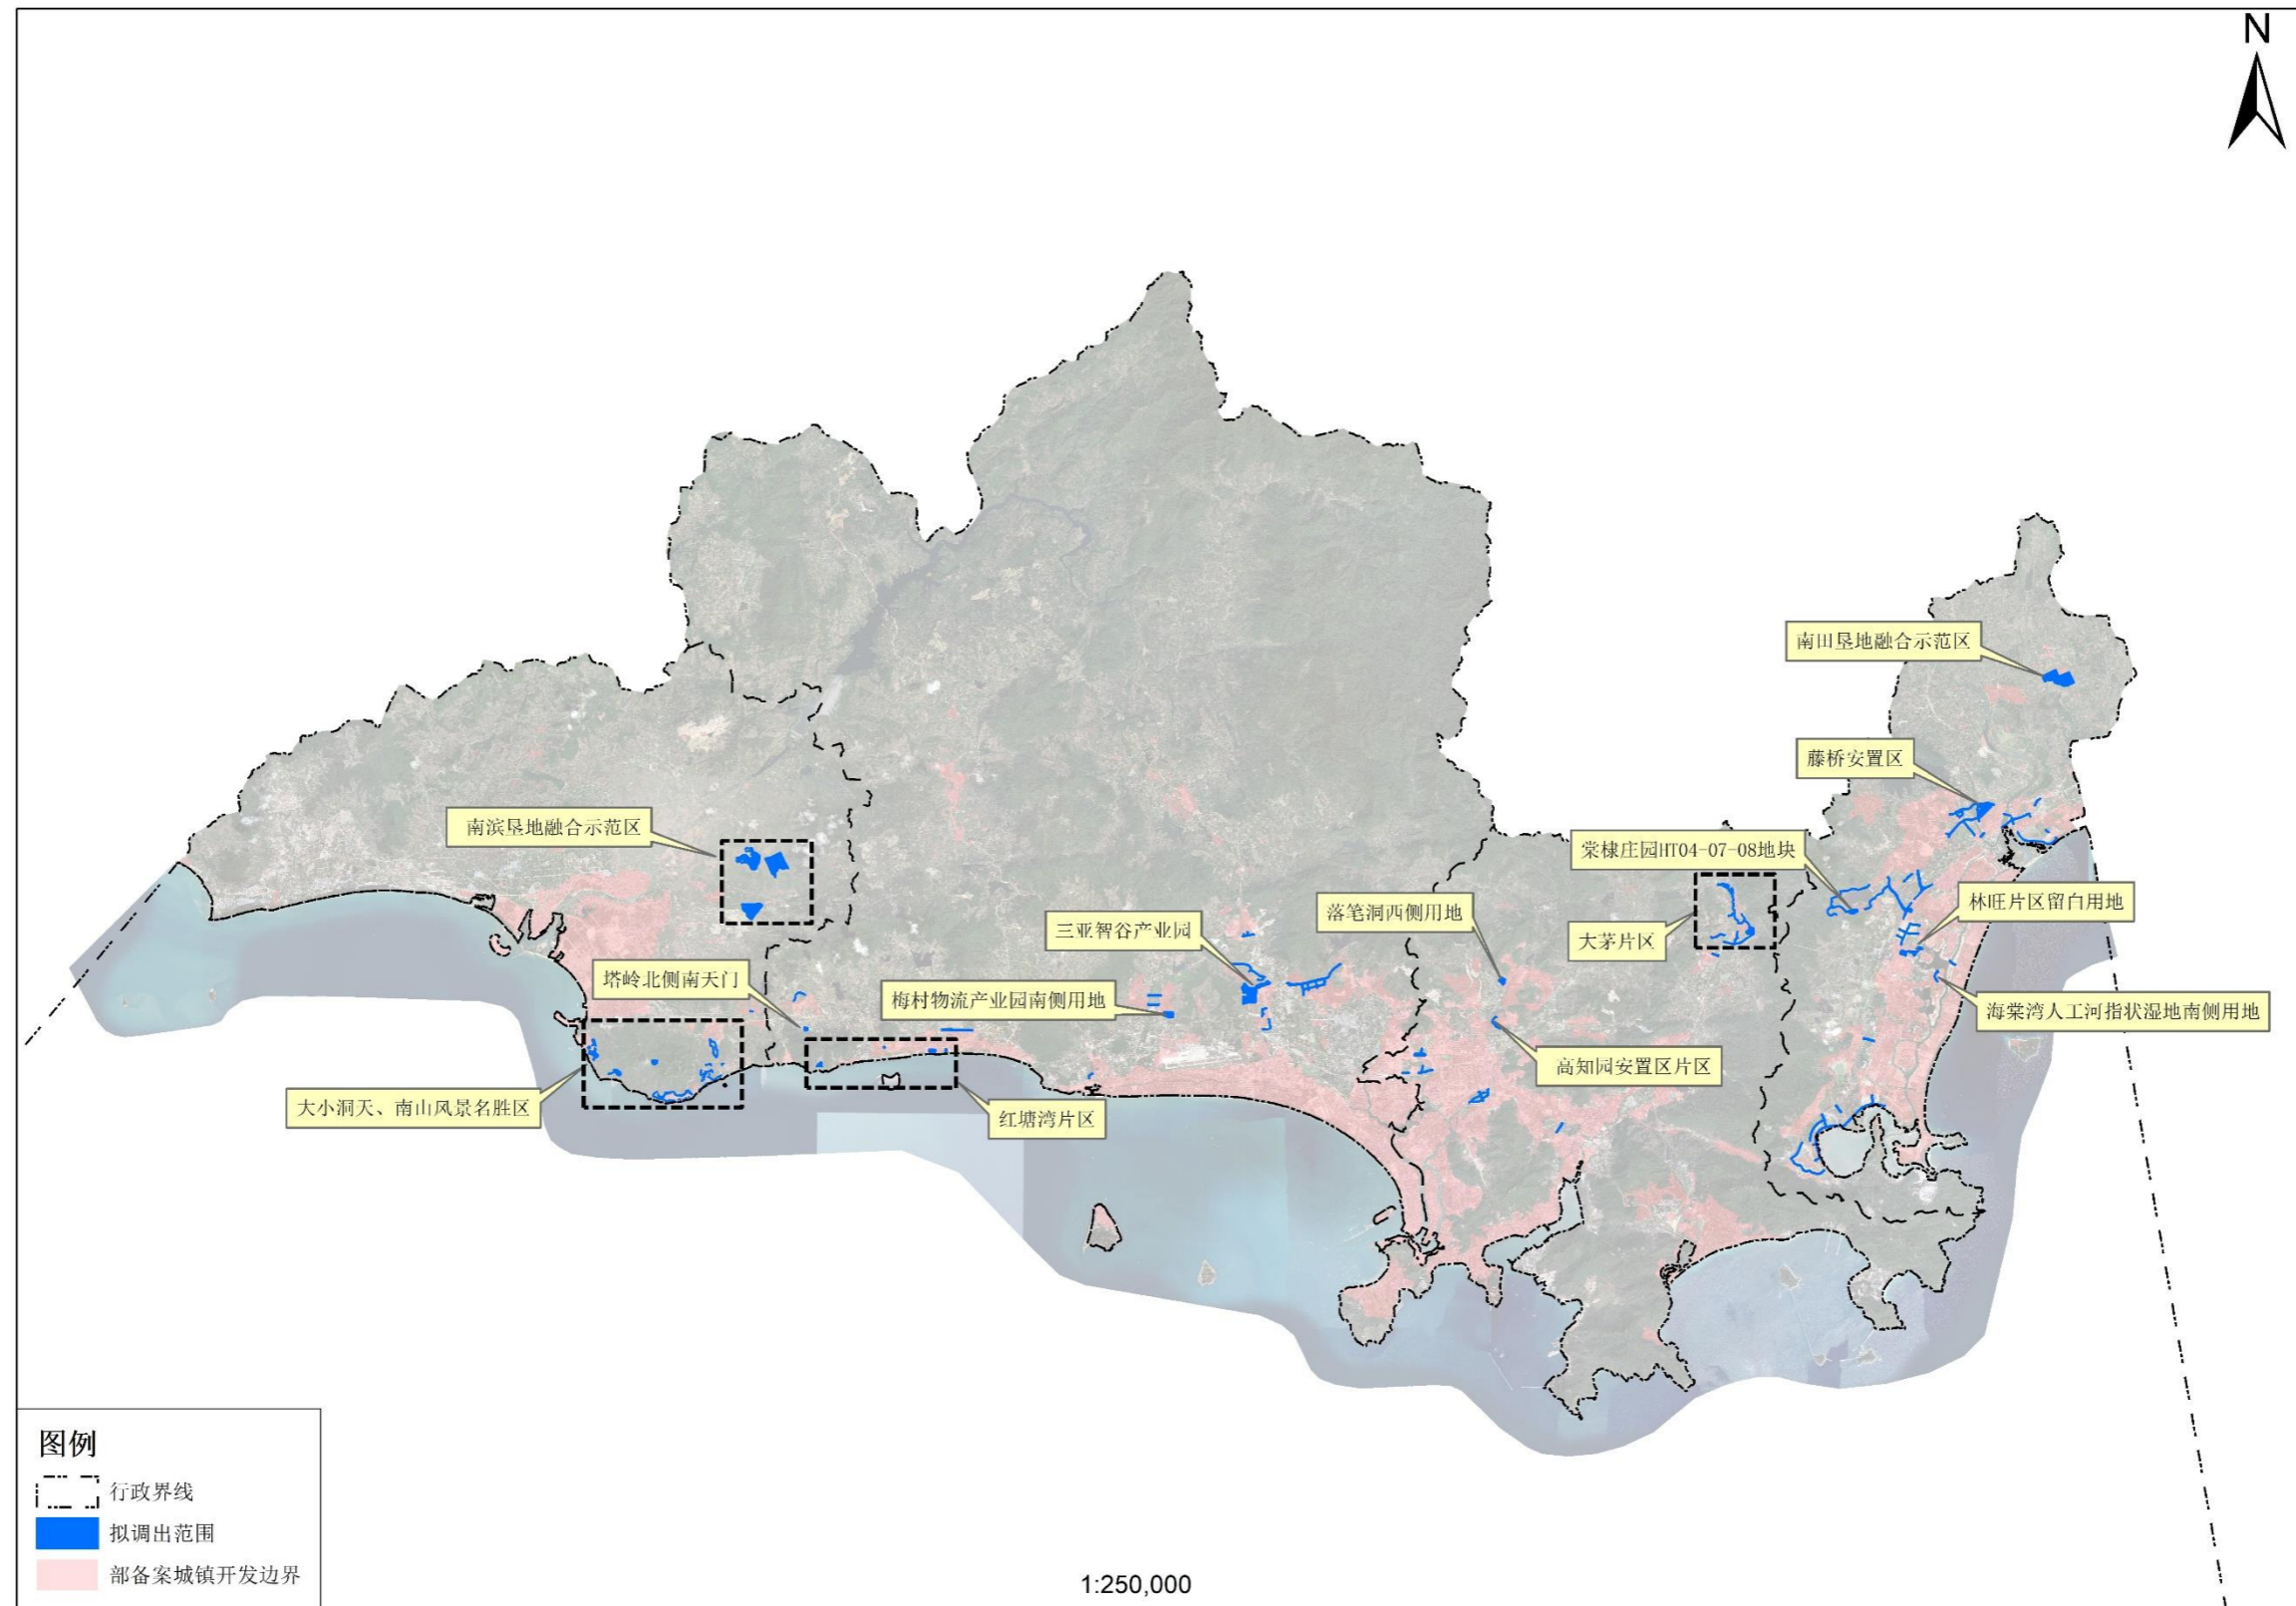 N
南田垦地融合示范区
藤桥安置区
南滨垦地融合示范区
棠棣庄园HT04-07-08地块
林旺片区留白用地
落笔洞西侧用地
三亚智谷产业园
大茅片区
塔岭北侧南天门
梅村物流产业园南侧用地
海棠湾人工河指状湿地南侧用地
高知园安置区片区
大小洞天、南山风景名胜区
红塘湾片区
图例
行政界线
拟调出范围
部备案城镇开发边界
1:250,000